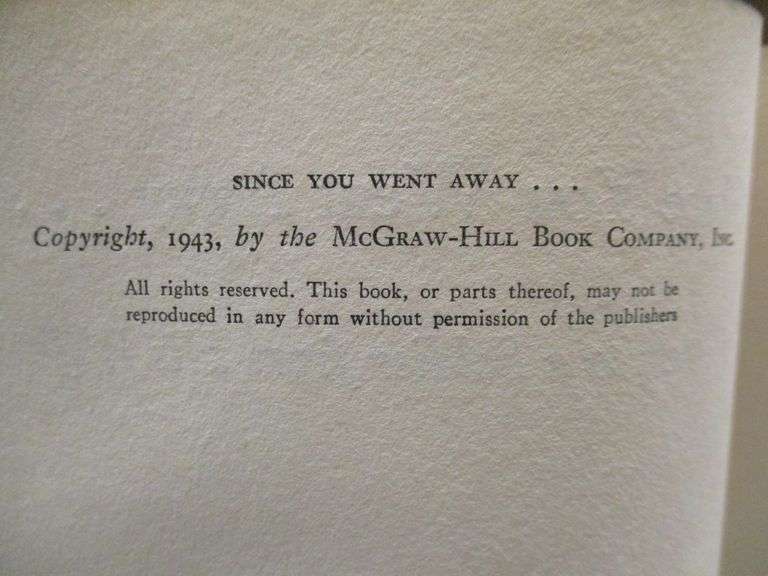 SINCE YOU WENT AWAY . . .
Copyright, 1943, by the McGraw-Hill Book Company, Inc.
All rights reserved. This book, or parts thereof, may not be
reproduced in any form without permission of the publishers